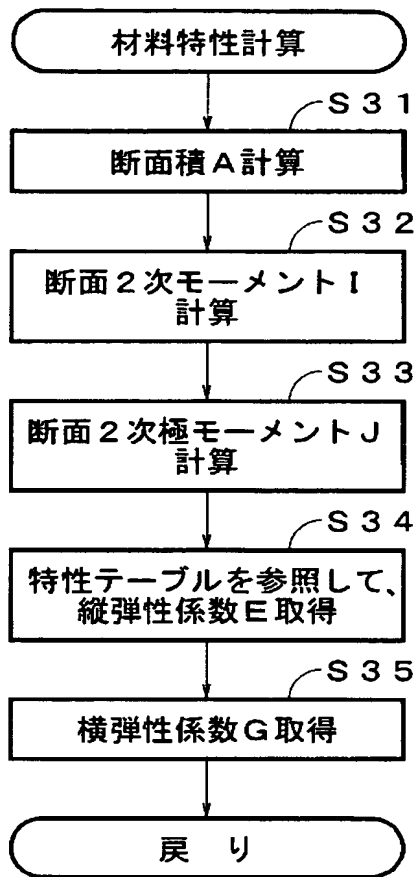 材料特性計算
S31
断面積A計算
S32
断面2次モーメントI
計算
S33
断面2次極モーメントJ
計算
S34
特性テーブルを参照して、
縦弾性係数E取得
S35
横弾性係数G取得
戻り